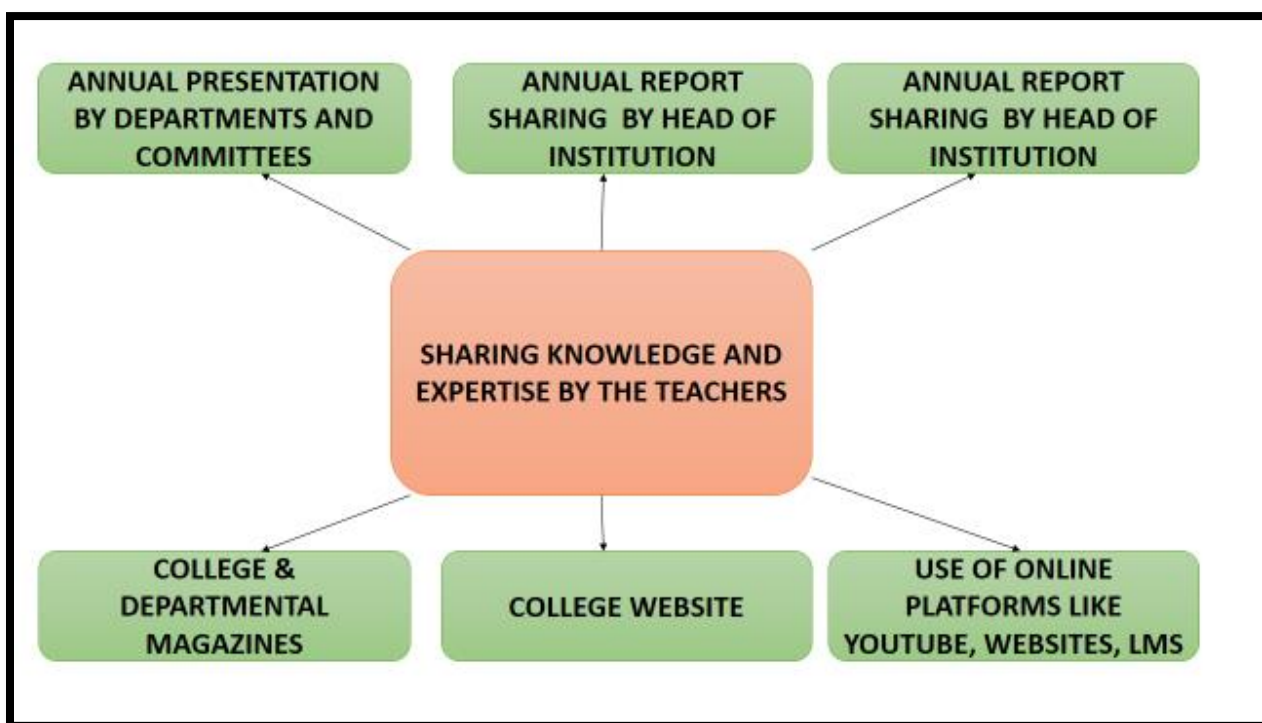 ANNUAL PRESENTATION
BY DEPARTMENTS AND
COMMITTEES
ANNUAL REPORT
SHARING BY HEAD OF
INSTITUTION
ANNUAL REPORT
SHARING BY HEAD OF
INSTITUTION
SHARING KNOWLEDGE AND
EXPERTISE BY THE TEACHERS
COLLEGE &
DEPARTMENTAL
MAGAZINES
COLLEGE WEBSITE
USE OF ONLINE
PLATFORMS LIKE
YOUTUBE, WEBSITES, LMS